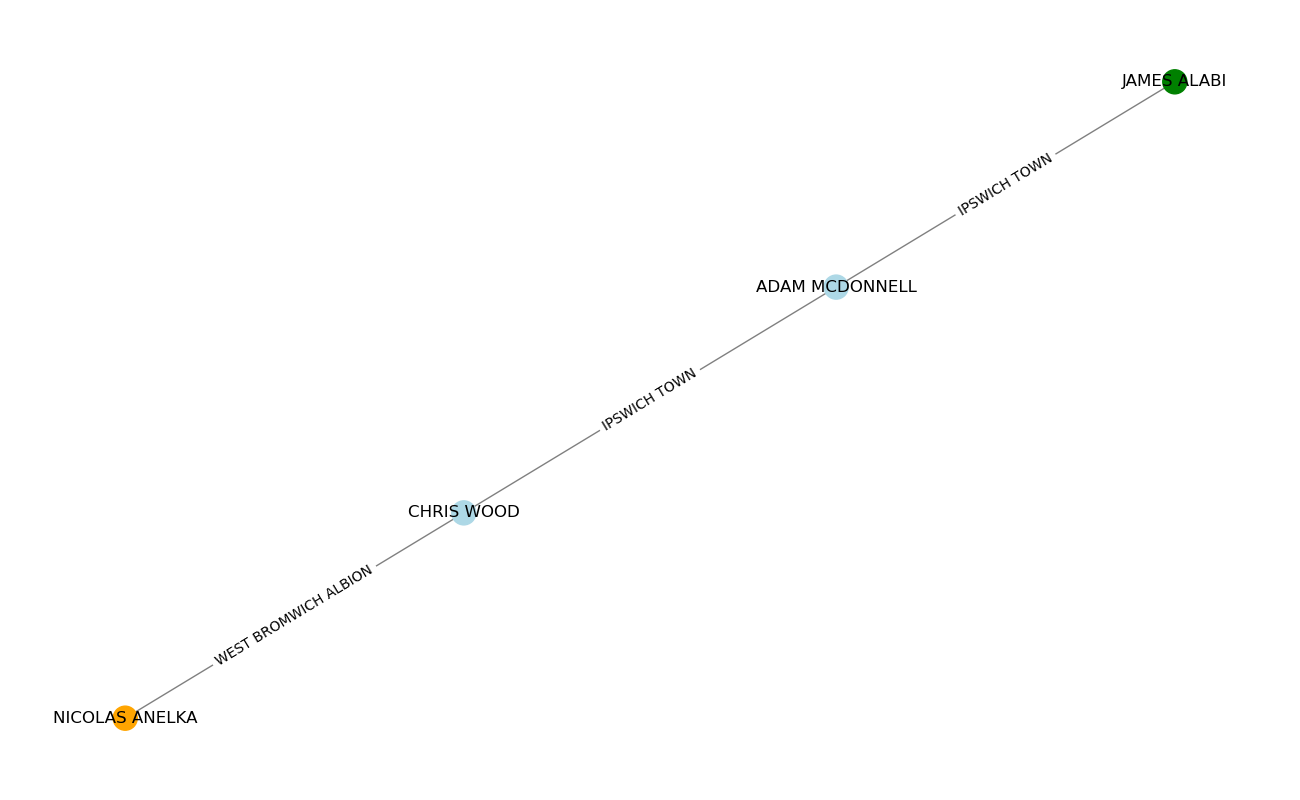 JAMES ALABI
IPSWICH TOWN
ADAM MCDONNELL
IPSWICH TOWN
CHRIS WOOD
WEST BROMWICH ALBION
NICOLAS ANELKA